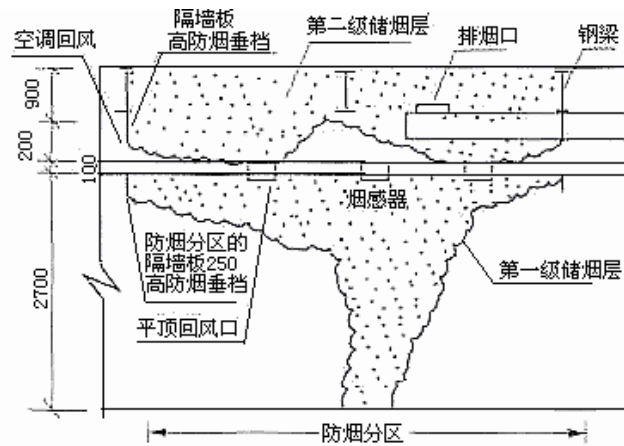 隔墙板
高防烟垂档
空调回风
第二级储烟层
排烟口
钢梁
900
200
100
2700
烟感器
防烟分区的
隔墙板250
高防烟垂档
平顶回风口
第一级储烟层
防烟分区